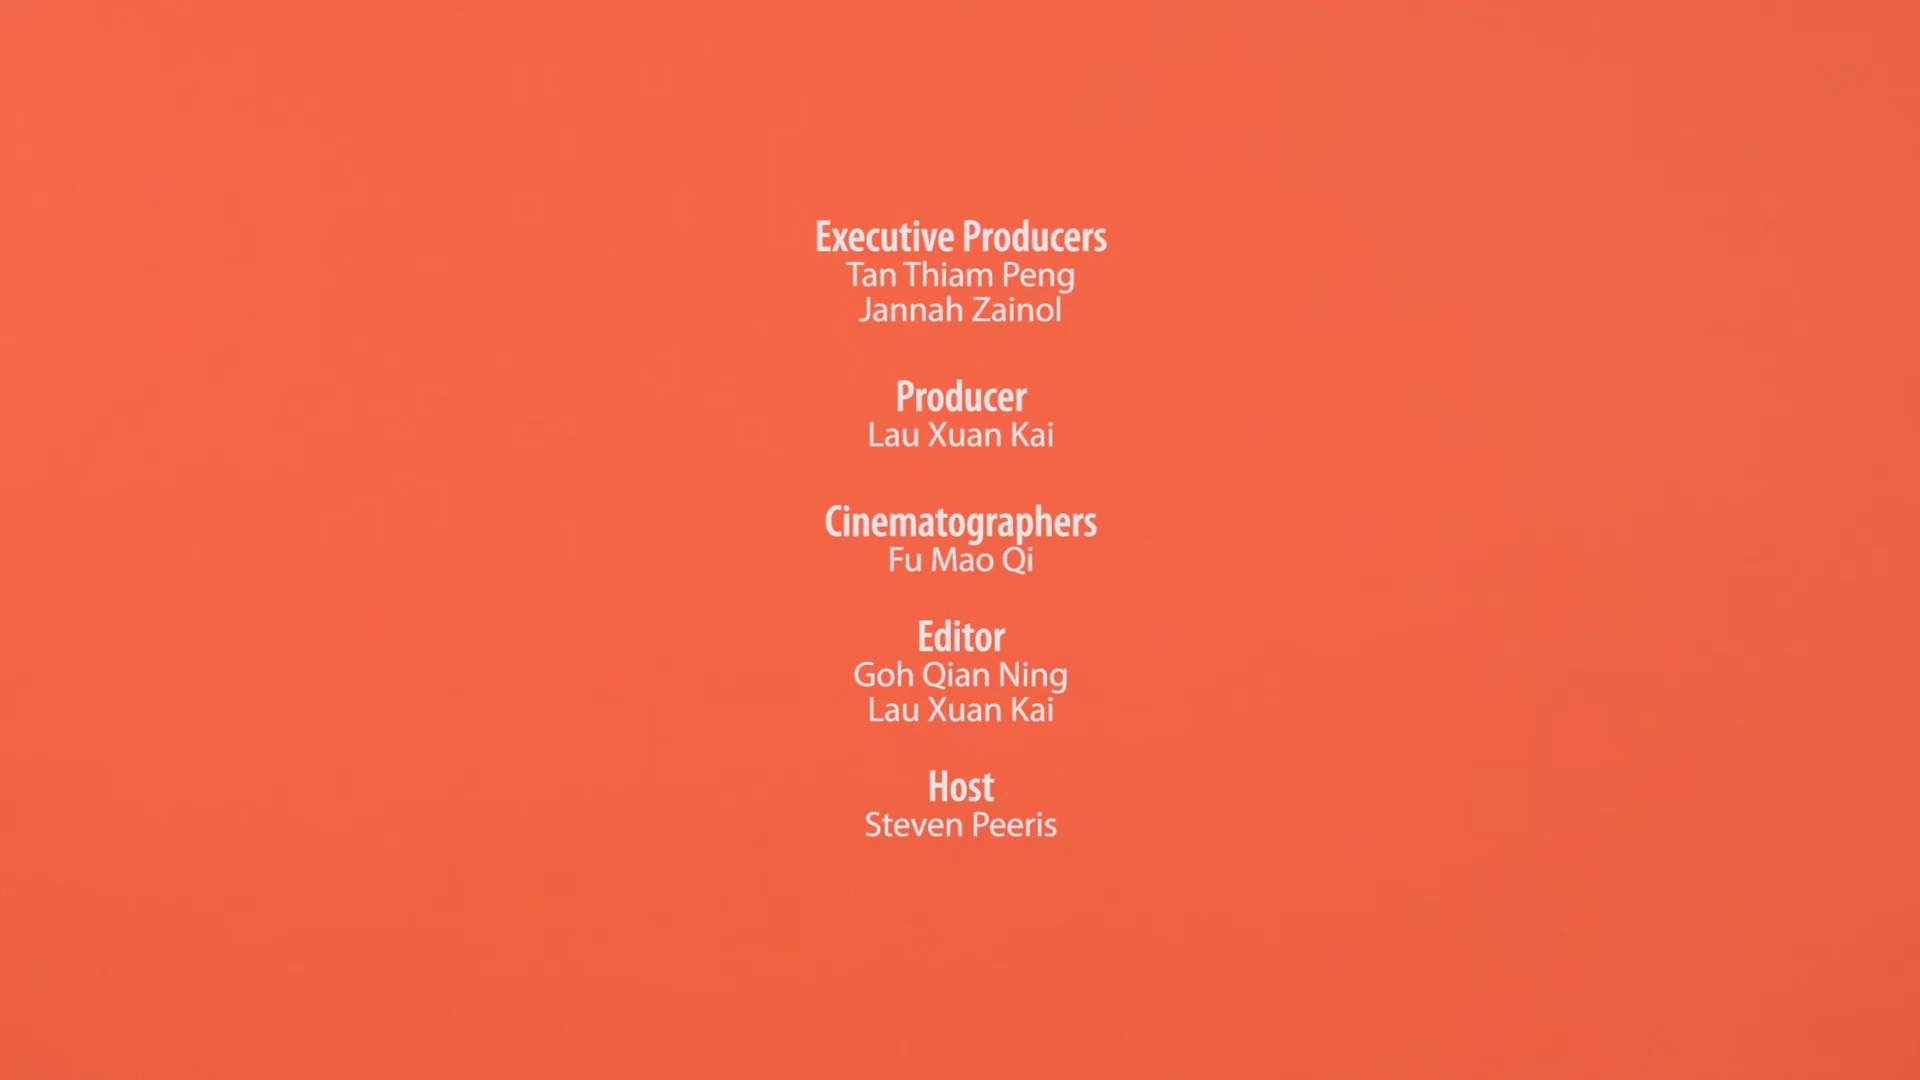 Executive Producers
Tan Thiam Peng
Jannah Zainol
Producer
Lau Xuan Kai
Cinematographers
Fu Mao Qi
Editor
Goh Qian Ning
Lau Xuan Kai
Host
Steven Peeris